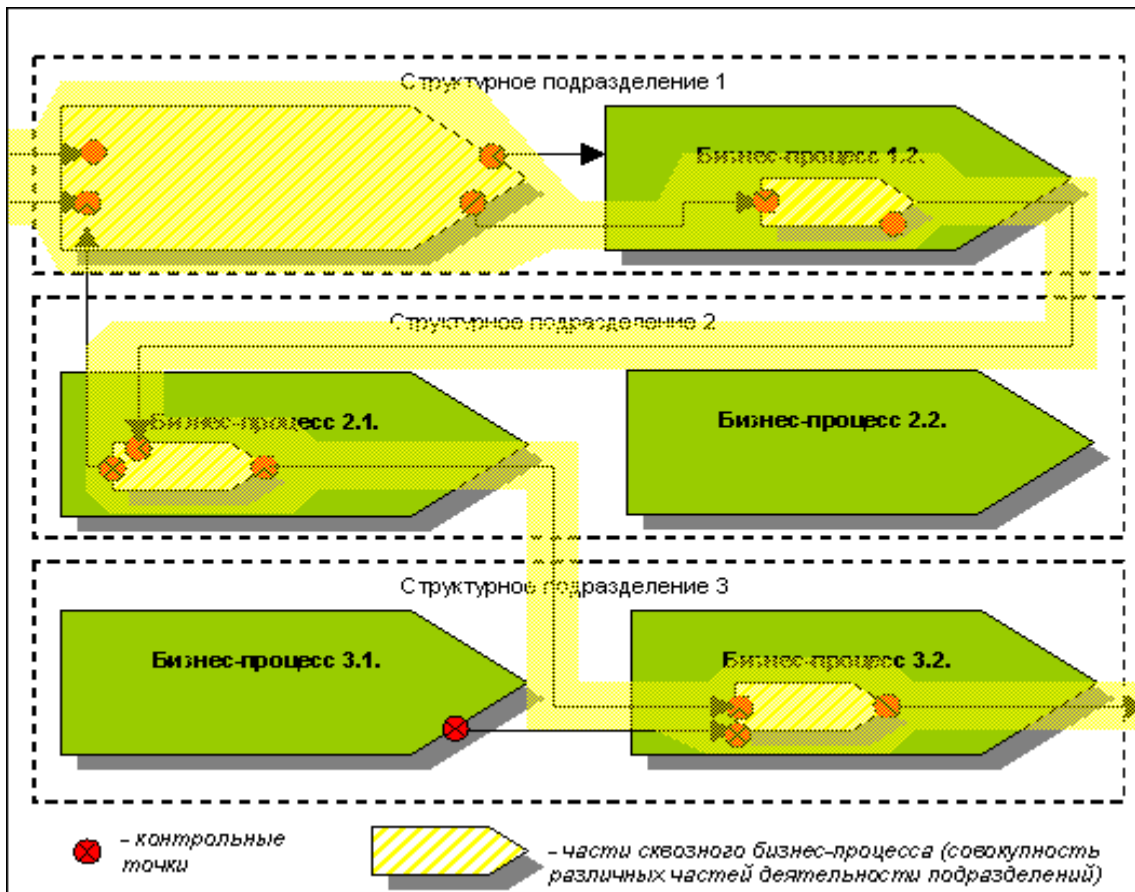 Структурное подразделение 1
Бизнес-процесс 1.2.
Структурное подразделение 2
Бизнес-процесс 2.1.
Бизнес-процесс 2.2.
Структурное подразделение 3
Бизнес-процесс 3.1.
Бизнес-процесс 3.2.
– контрольные
точки
– части сквозного бизнес-процесса (совокупность
различных частей деятельности подразделений)